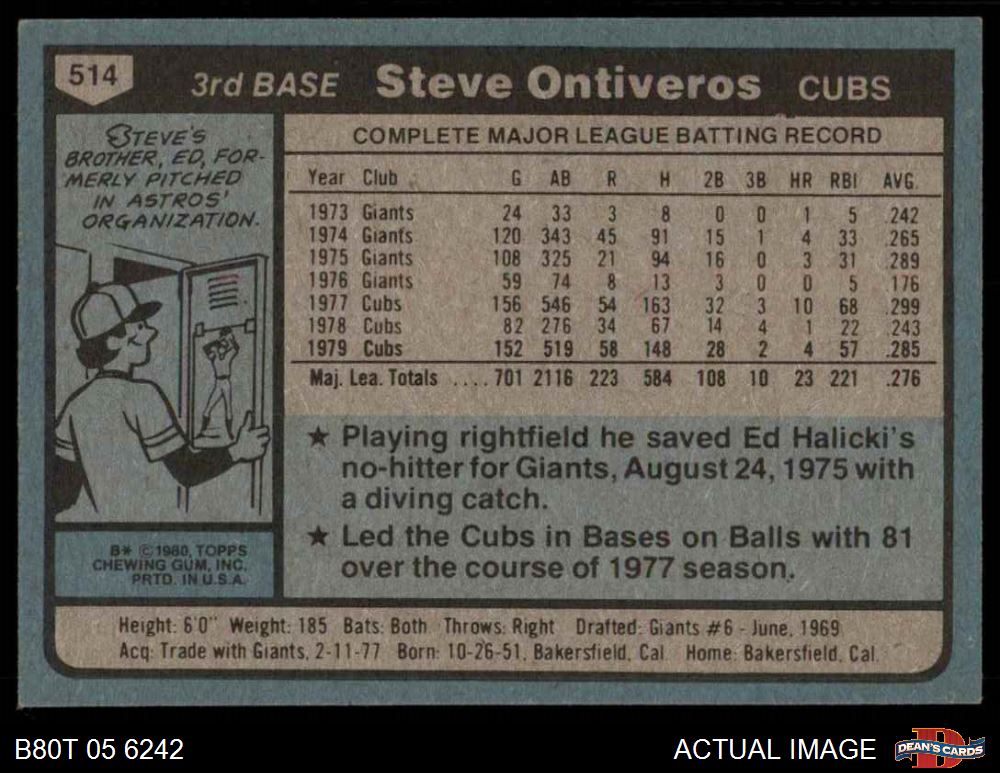 514
3rd BASE Steve Ontiveros CUBS
STEVE'S
BROTHER, ED, FOR-
MERLY PITCHED
IN ASTROS'
ORGANIZATION.
COMPLETE MAJOR LEAGUE BATTING RECORD
Year Club G AB R H 2B 3B HR RBI AVG.
1973 Giants 24 33 3 8 0 0 1 5 .242
1974 Giants 120 343 45 91 15 1 4 33 .265
1975 Giants 108 325 21 94 16 0 3 31 .289
1976 Giants 59 74 8 13 3 0 0 5 .176
1977 Cubs 156 546 54 163 32 3 10 68 .299
1978 Cubs 82 276 34 67 14 4 1 22 .243
1979 Cubs 152 519 58 148 28 2 4 57 .285
Maj. Lea. Totals .... 701 2116 223 584 108 10 23 221 .276
★ Playing rightfield he saved Ed Halicki's
no-hitter for Giants, August 24, 1975 with
a diving catch.
★ Led the Cubs in Bases on Balls with 81
over the course of 1977 season.
B* © 1980, TOPPS
CHEWING GUM, INC.
PRTD. IN U.S.A.
Height: 6'0" Weight: 185 Bats: Both Throws: Right Drafted: Giants #6 - June, 1969
Acq: Trade with Giants, 2-11-77 Born: 10-26-51, Bakersfield, Cal Home: Bakersfield, Cal.
B80T 05 6242
ACTUAL IMAGE
DEAN'S CARDS